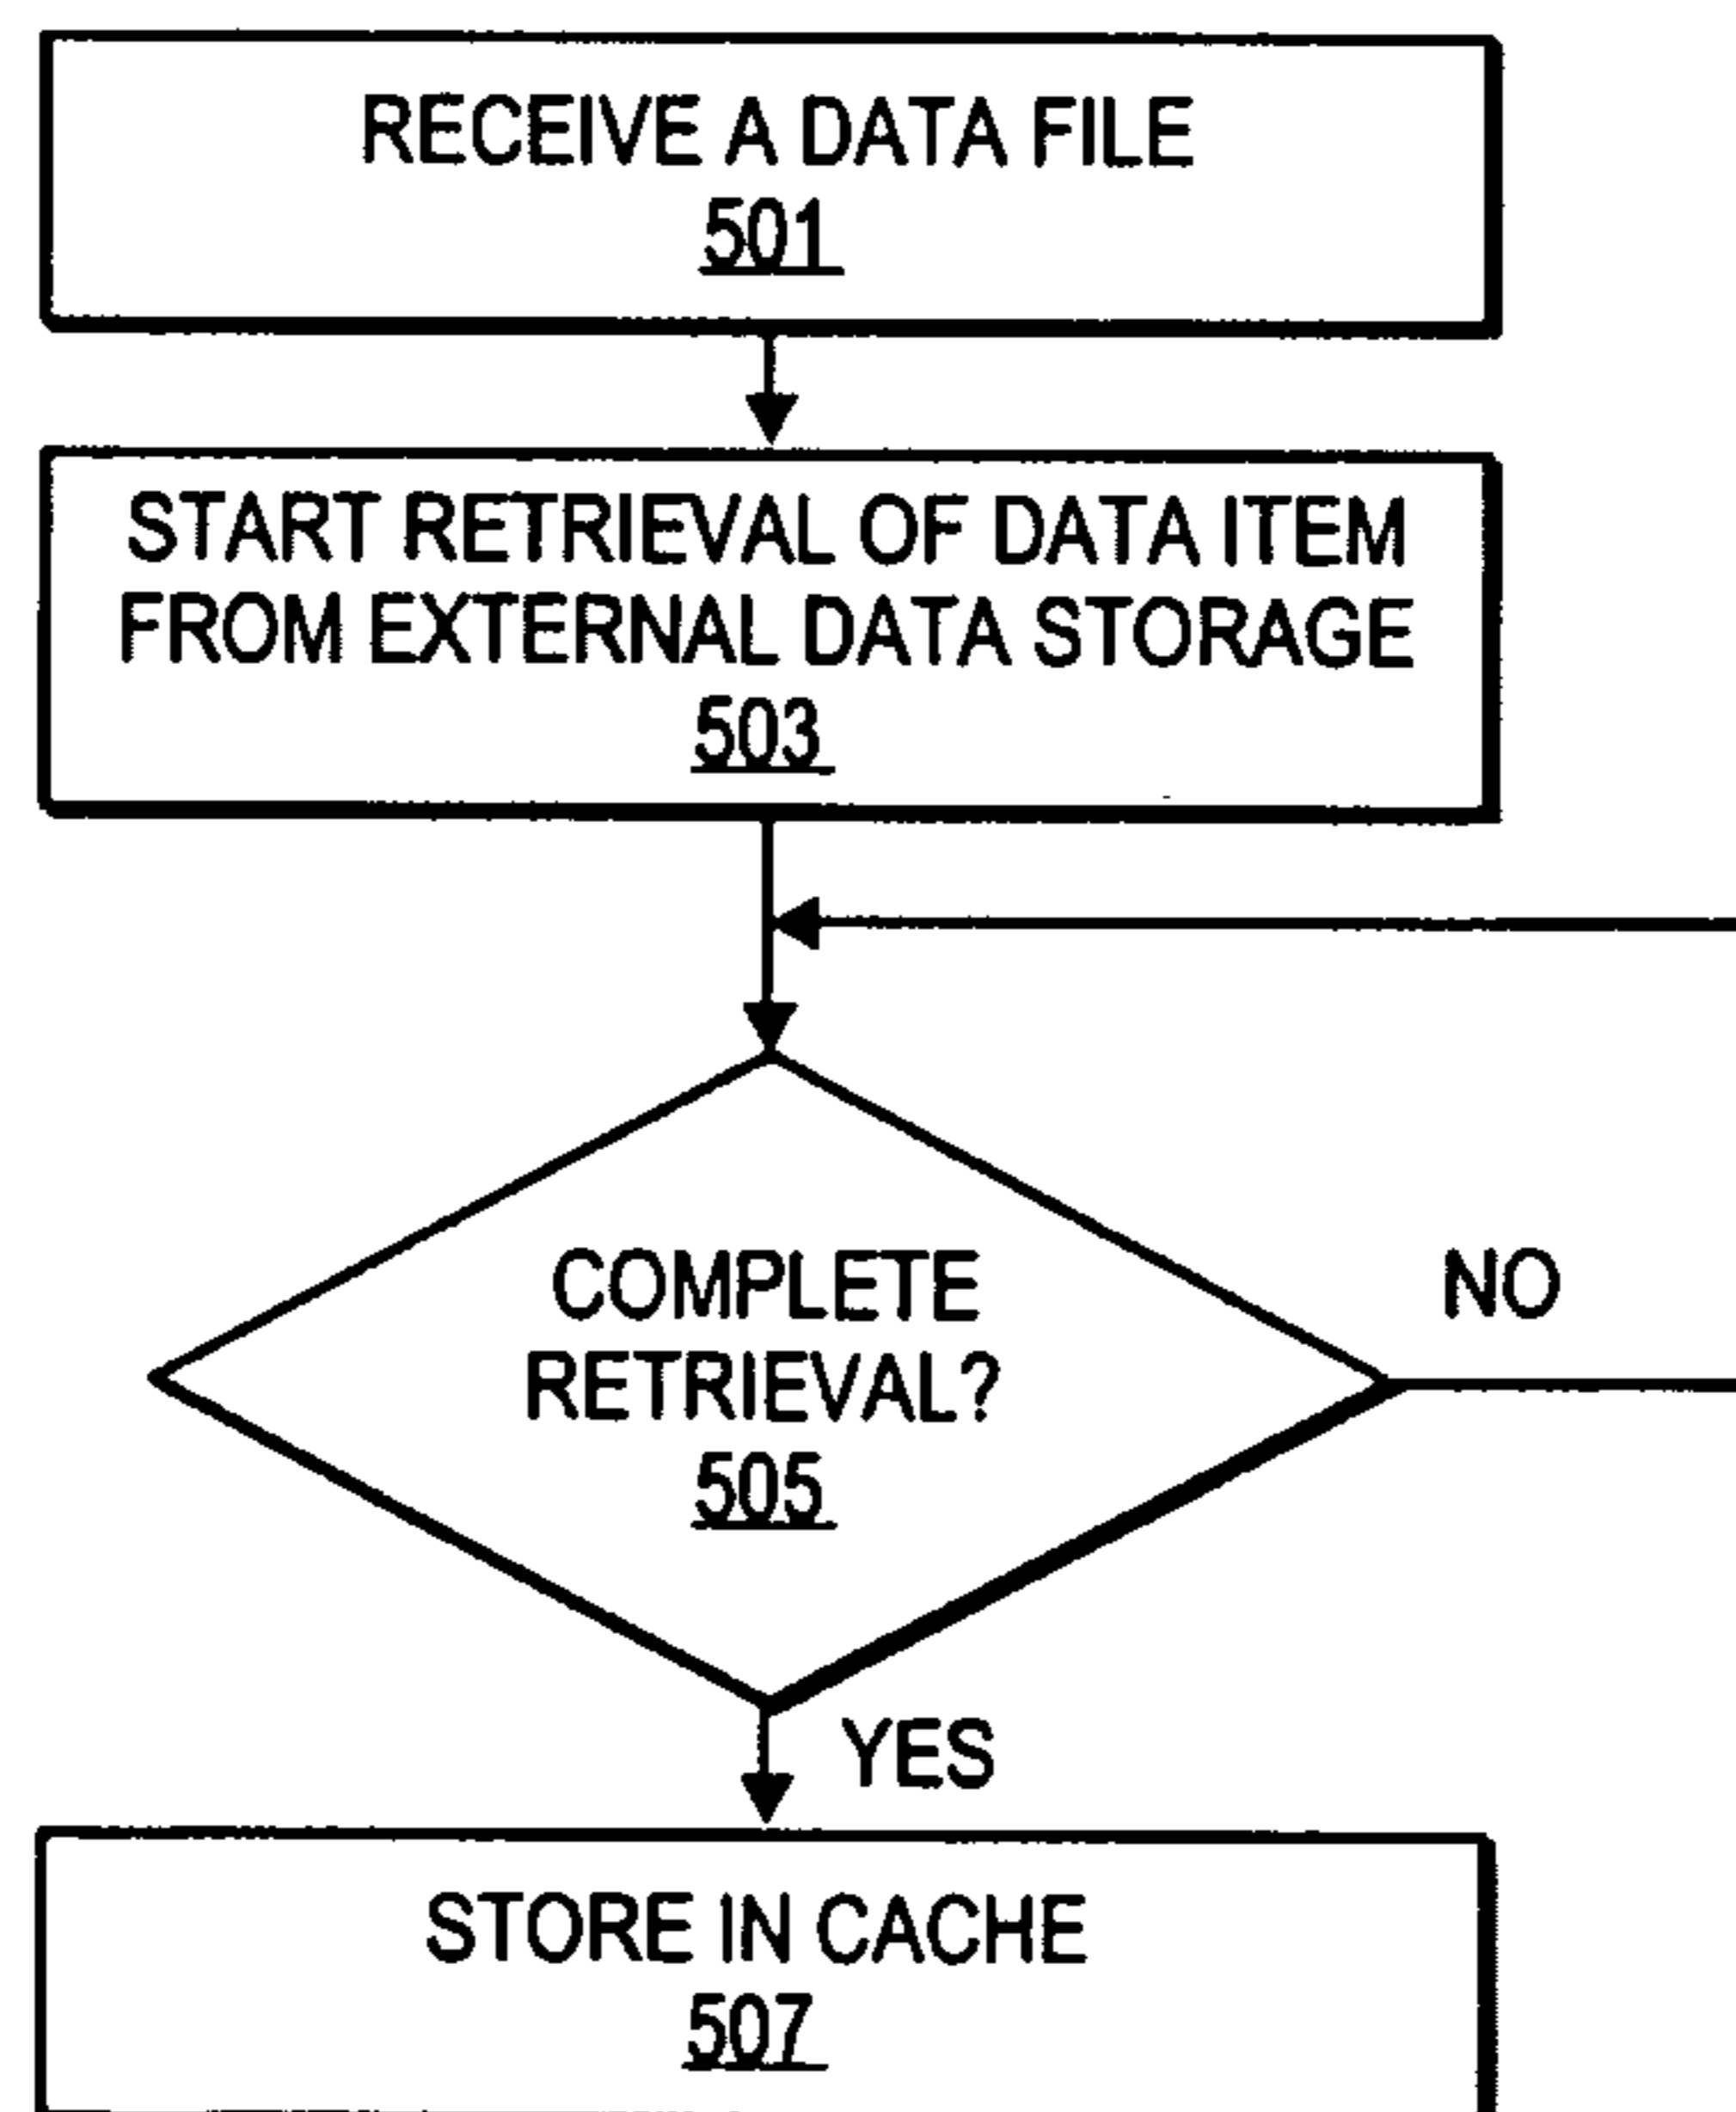 RECEIVE A DATA FILE
501
START RETRIEVAL OF DATA ITEM
FROM EXTERNAL DATA STORAGE
503
COMPLETE
RETRIEVAL?
505
NO
YES
STORE IN CACHE
507